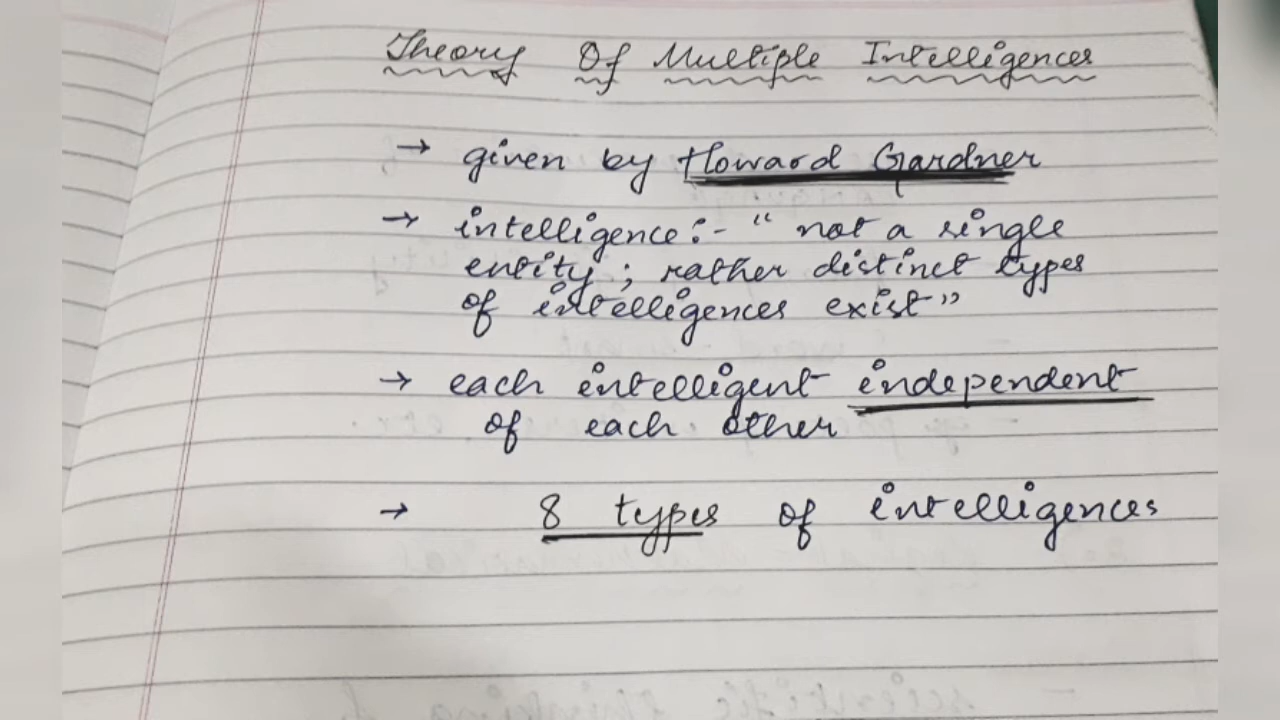 Theory Of Multiple Intelligences
→ given by Howard Gardner
→ intelligence:- “ not a single
entity ; rather distinct types
of intelligences exist”
→ each intelligent independent
of each other
→ 8 types of intelligences